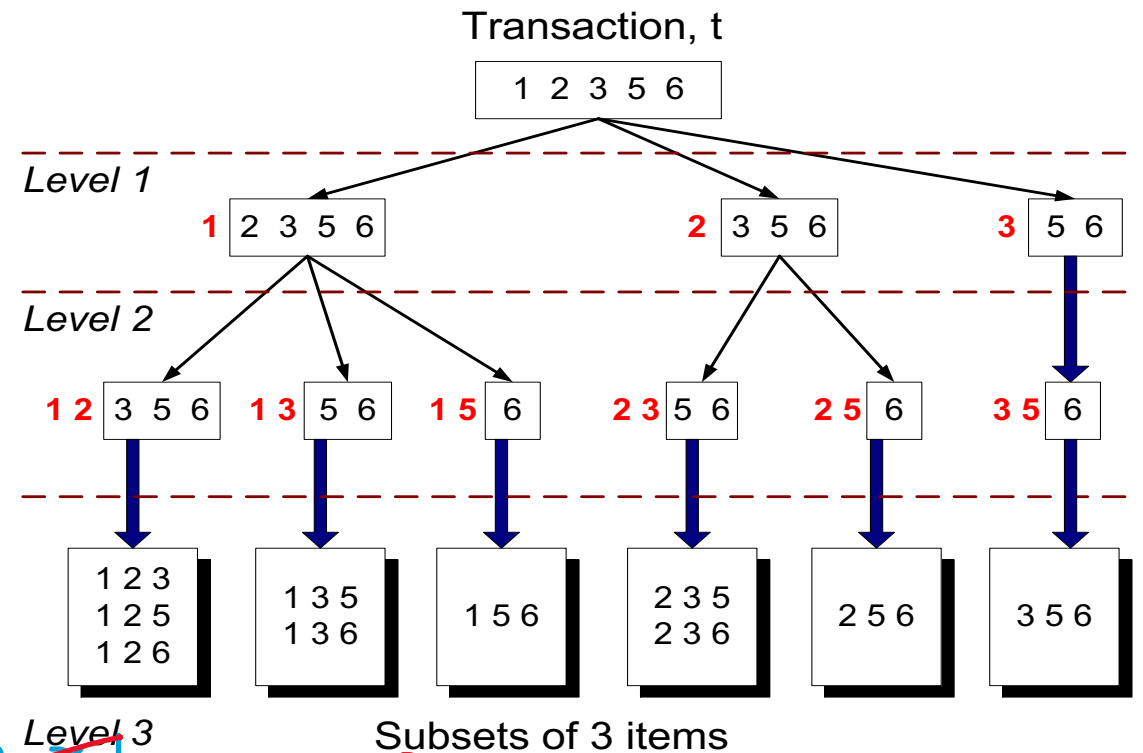 Transaction, t
1 2 3 5 6
Level 1
1 2 3 5 6
2 3 5 6
3 5 6
Level 2
1 2 3 5 6
1 3 5 6
1 5 6
2 3 5 6
2 5 6
3 5 6
1 2 3
1 2 5
1 2 6
1 3 5
1 3 6
1 5 6
2 3 5
2 3 6
2 5 6
3 5 6
Level 3
Subsets of 3 items